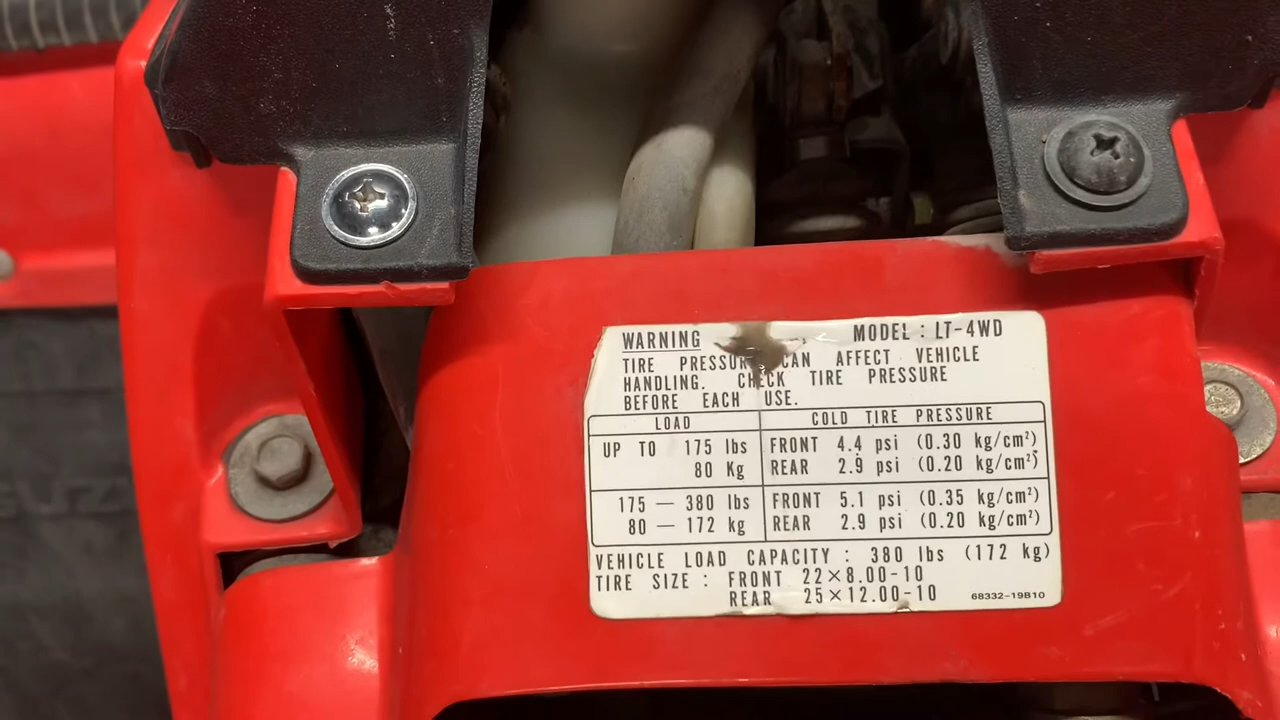 WARNING MODEL : LT-4WD
TIRE PRESSURE CAN AFFECT VEHICLE
HANDLING. CHECK TIRE PRESSURE
BEFORE EACH USE.
LOAD COLD TIRE PRESSURE
UP TO 175 lbs FRONT 4.4 psi (0.30 kg/cm²)
80 Kg REAR 2.9 psi (0.20 kg/cm²)
175 — 380 lbs FRONT 5.1 psi (0.35 kg/cm²)
80 — 172 kg REAR 2.9 psi (0.20 kg/cm²)
VEHICLE LOAD CAPACITY : 380 lbs (172 kg)
TIRE SIZE : FRONT 22×8.00-10
REAR 25×12.00-10
68332-19B10